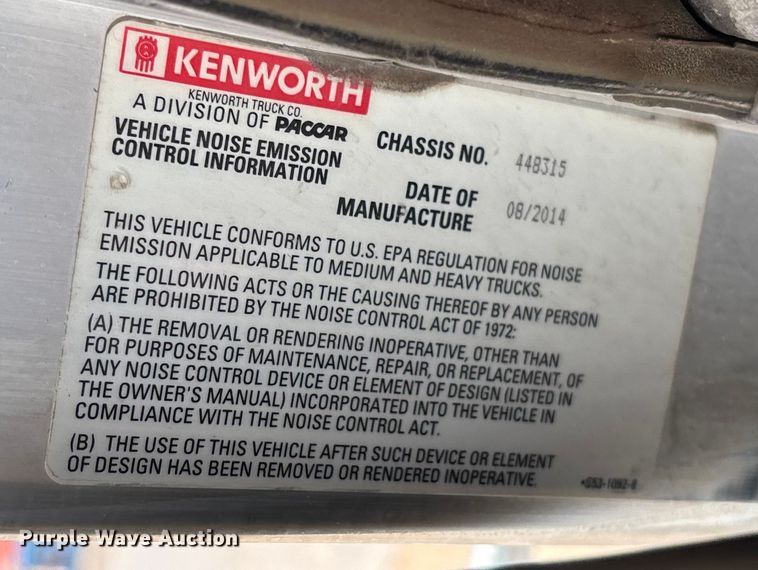 KENWORTH
KENWORTH TRUCK CO.
A DIVISION OF PACCAR
VEHICLE NOISE EMISSION
CONTROL INFORMATION
CHASSIS NO. 448315
DATE OF
MANUFACTURE 08/2014
THIS VEHICLE CONFORMS TO U.S. EPA REGULATION FOR NOISE
EMISSION APPLICABLE TO MEDIUM AND HEAVY TRUCKS.
THE FOLLOWING ACTS OR THE CAUSING THEREOF BY ANY PERSON
ARE PROHIBITED BY THE NOISE CONTROL ACT OF 1972:
(A) THE REMOVAL OR RENDERING INOPERATIVE, OTHER THAN
FOR PURPOSES OF MAINTENANCE, REPAIR, OR REPLACEMENT, OF
ANY NOISE CONTROL DEVICE OR ELEMENT OF DESIGN (LISTED IN
THE OWNER'S MANUAL) INCORPORATED INTO THE VEHICLE IN
COMPLIANCE WITH THE NOISE CONTROL ACT.
(B) THE USE OF THIS VEHICLE AFTER SUCH DEVICE OR ELEMENT
OF DESIGN HAS BEEN REMOVED OR RENDERED INOPERATIVE.
Purple Wave Auction